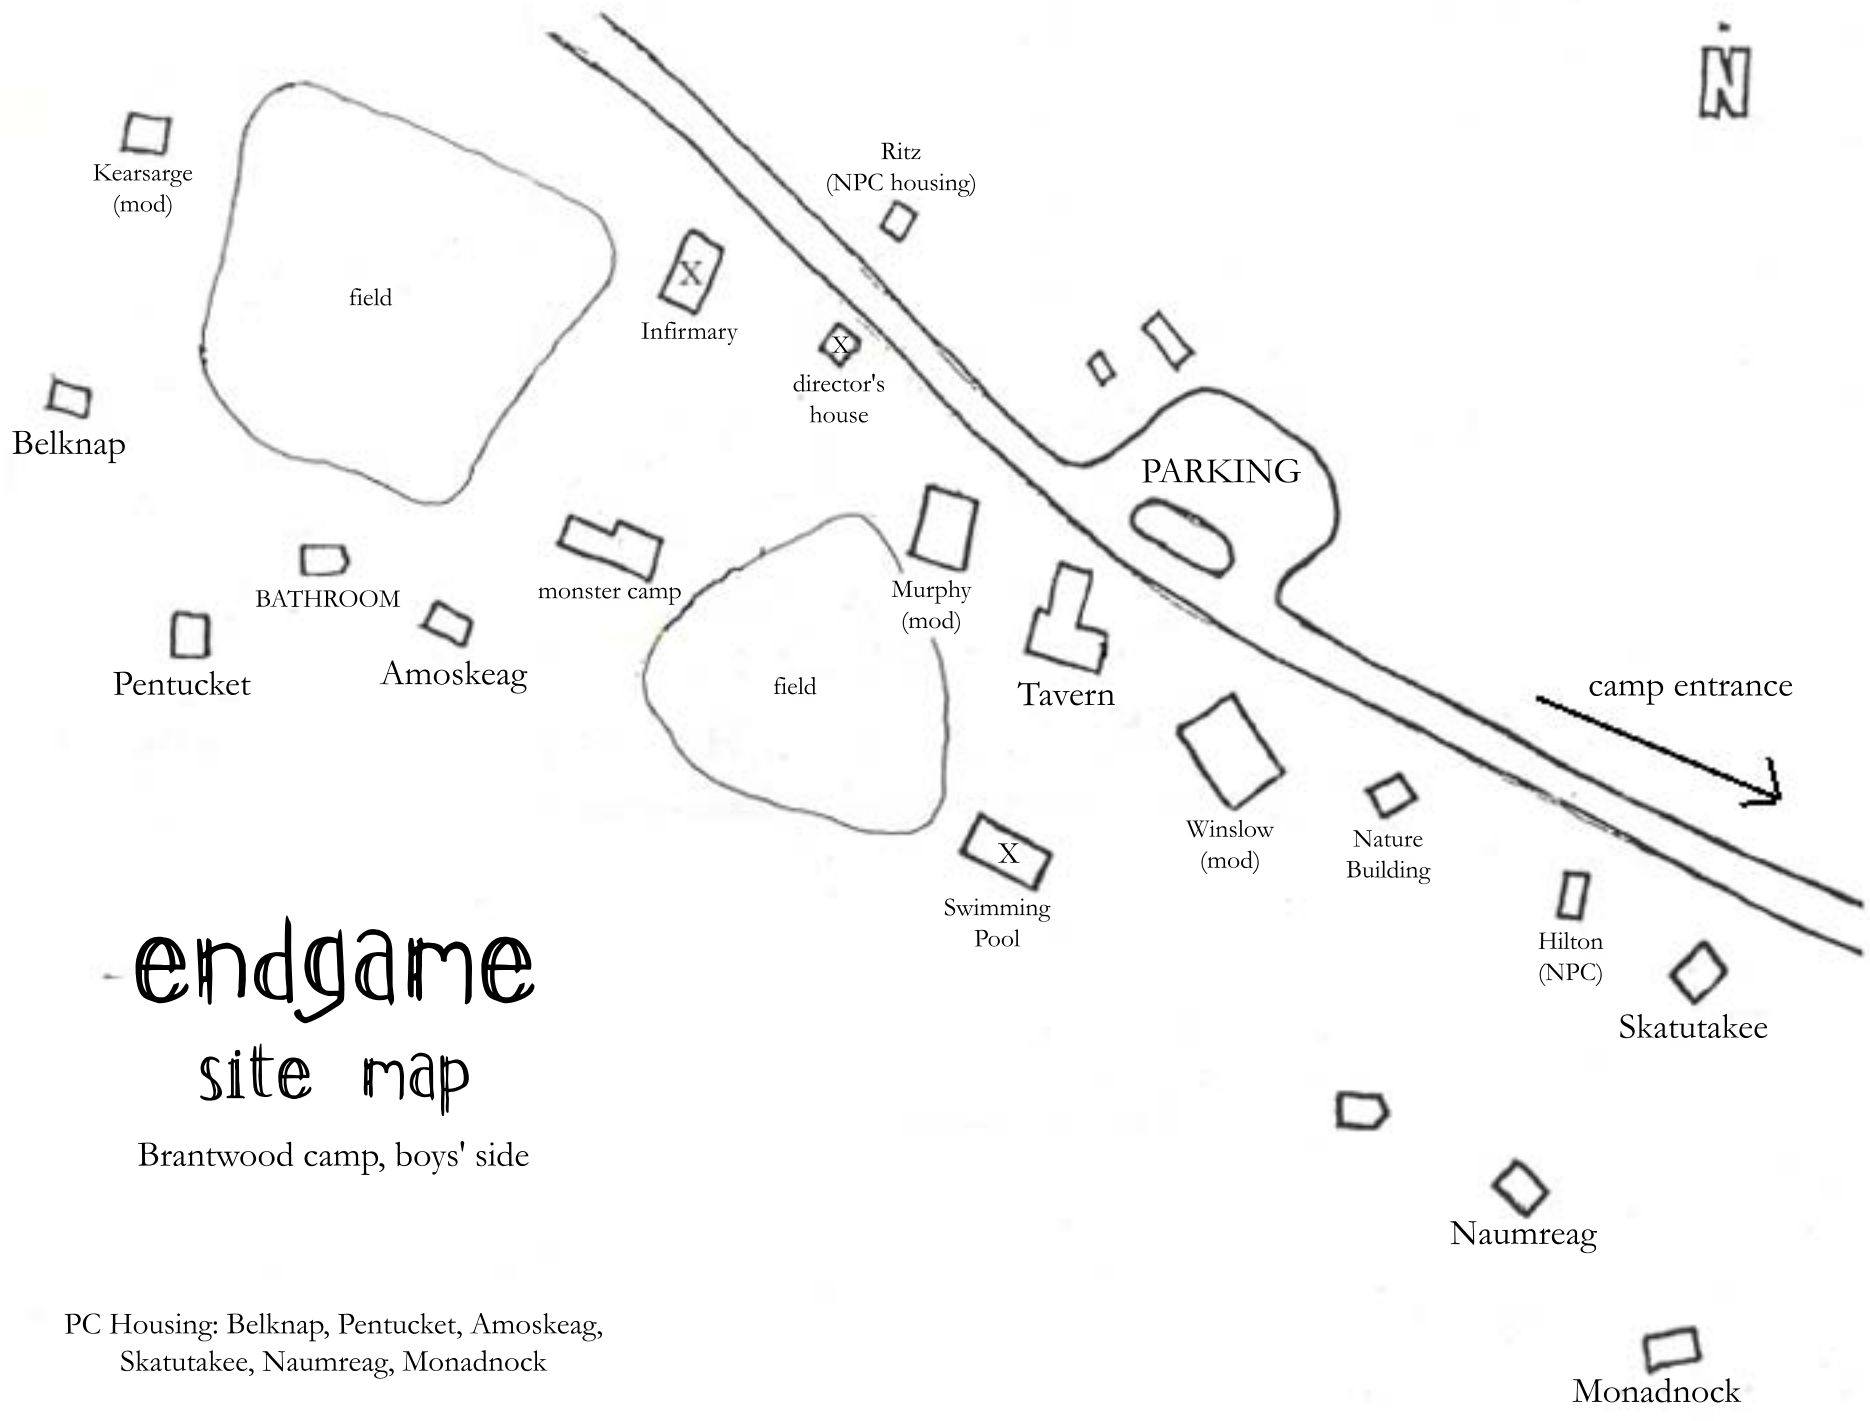 N
Ritz
(NPC housing)
Kearsarge
(mod)
field
X
Infirmary
X
director's
house
Belknap
PARKING
BATHROOM
monster camp
Murphy
(mod)
Pentucket
Amoskeag
field
Tavern
camp entrance
Winslow
(mod)
Nature
Building
X
Swimming
Pool
Hilton
(NPC)
Skatutakee
endgame
site map
Brantwood camp, boys' side
Naumreag
PC Housing: Belknap, Pentucket, Amoskeag,
Skatutakee, Naumreag, Monadnock
Monadnock